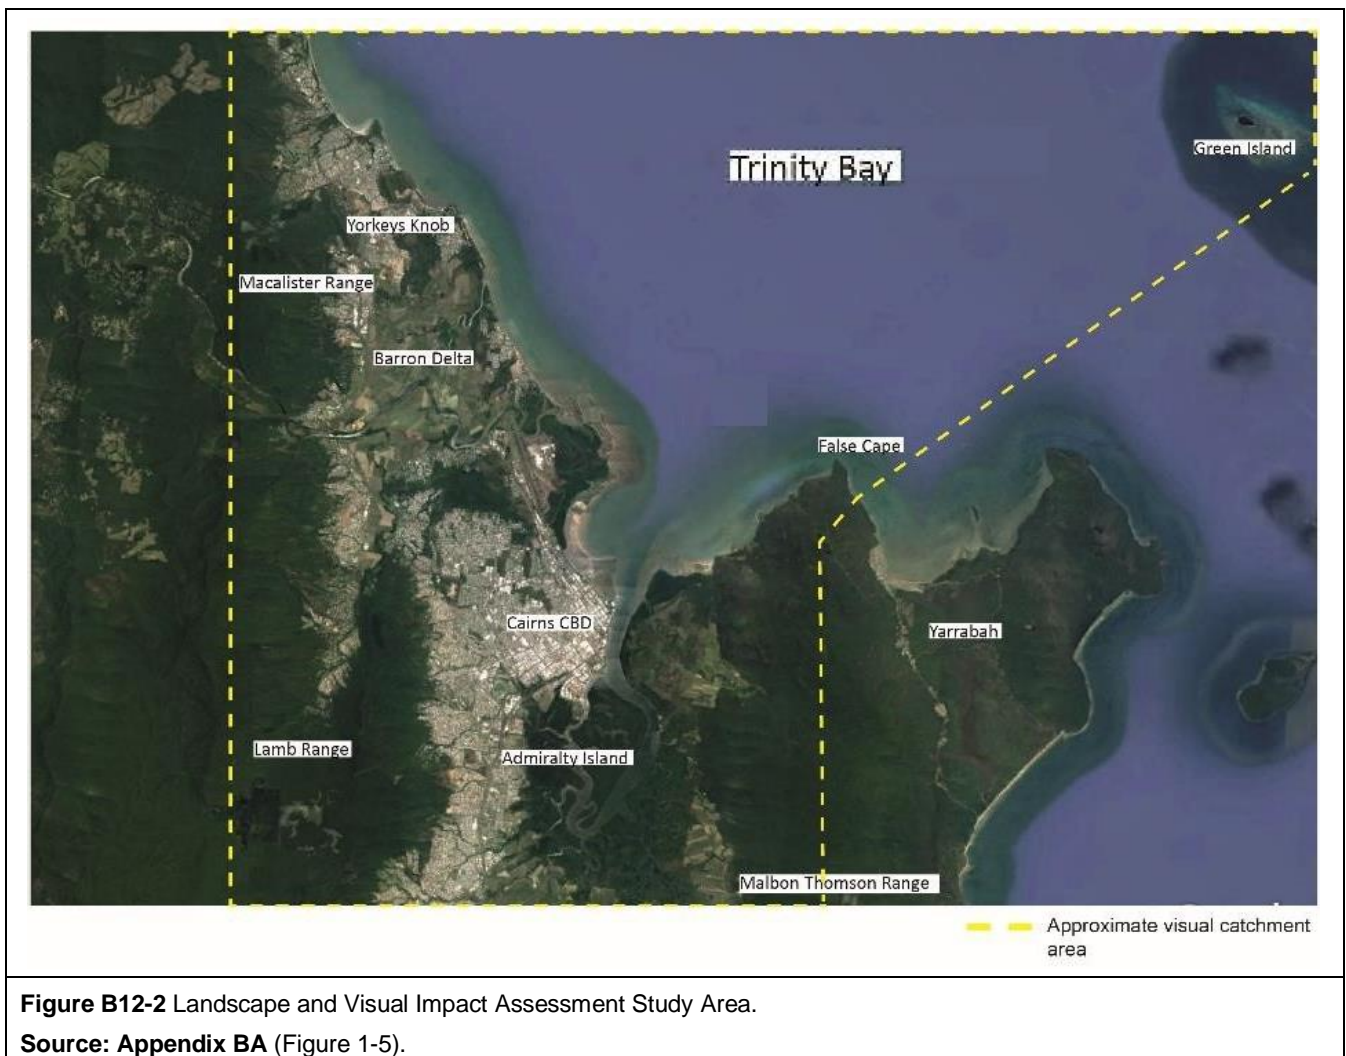 Trinity Bay
Green Island
Yorkeys Knob
Macalister Range
Barron Delta
False Cape
Cairns CBD
Yarrabah
Lamb Range
Admiralty Island
Malbon Thomson Range
Approximate visual catchment
area
Figure B12-2 Landscape and Visual Impact Assessment Study Area.
Source: Appendix BA (Figure 1-5).